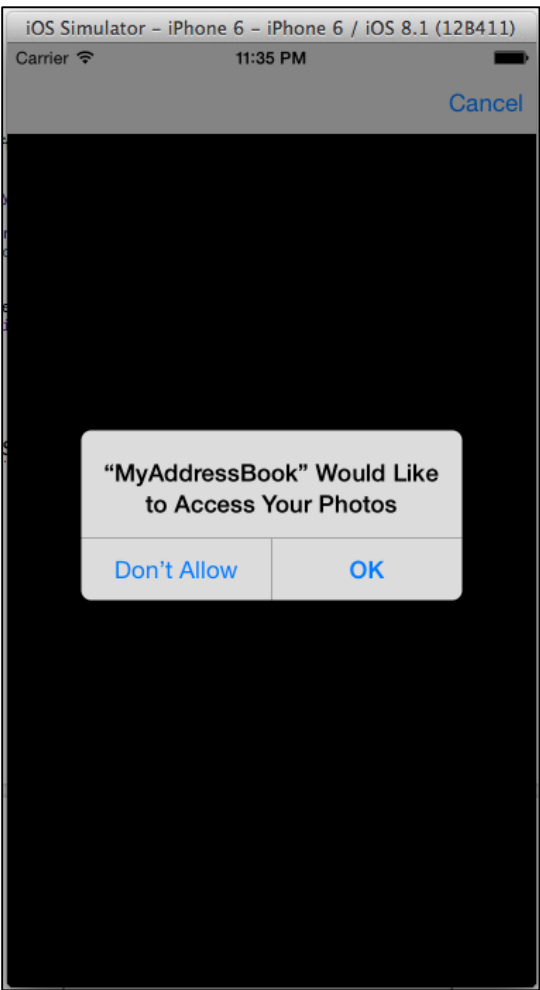 iOS Simulator – iPhone 6 – iPhone 6 / iOS 8.1 (12B411)
Carrier 11:35 PM
Cancel
“MyAddressBook” Would Like
to Access Your Photos
Don't Allow OK